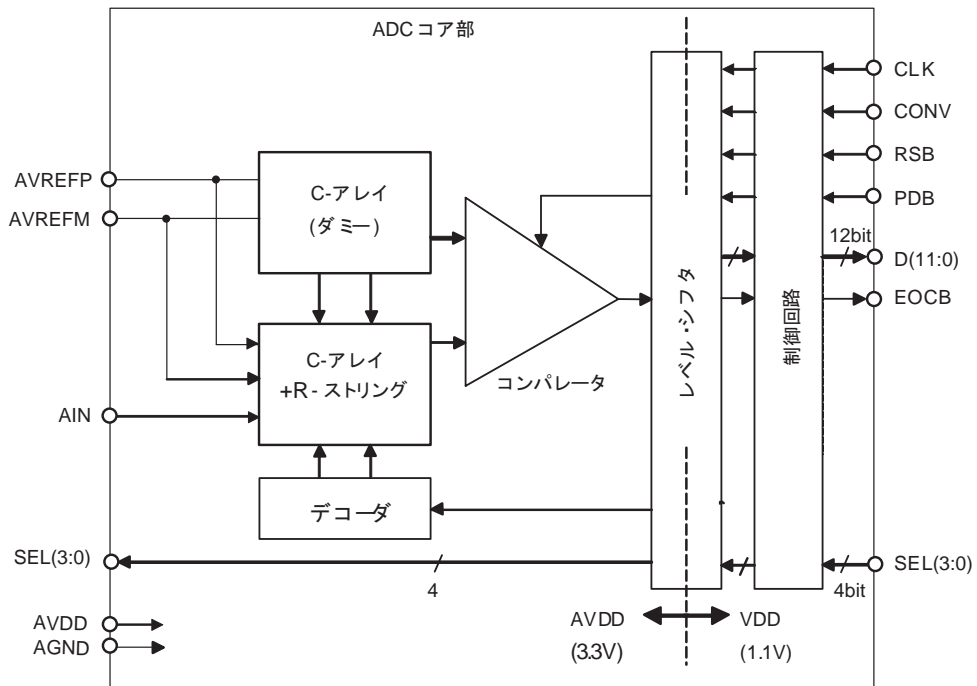 ADCコア部
CLK
CONV
RSB
PDB
12bit
D(11:0)
EOCB
AVREFP
AVREFM
C-アレイ
(ダミー)
C-アレイ
+R-ストリング
コンパレータ
レベル・シフタ
制御回路
AIN
デコーダ
SEL(3:0)
4
4bit
SEL(3:0)
AVDD
AGND
AVDD
(3.3V)
VDD
(1.1V)